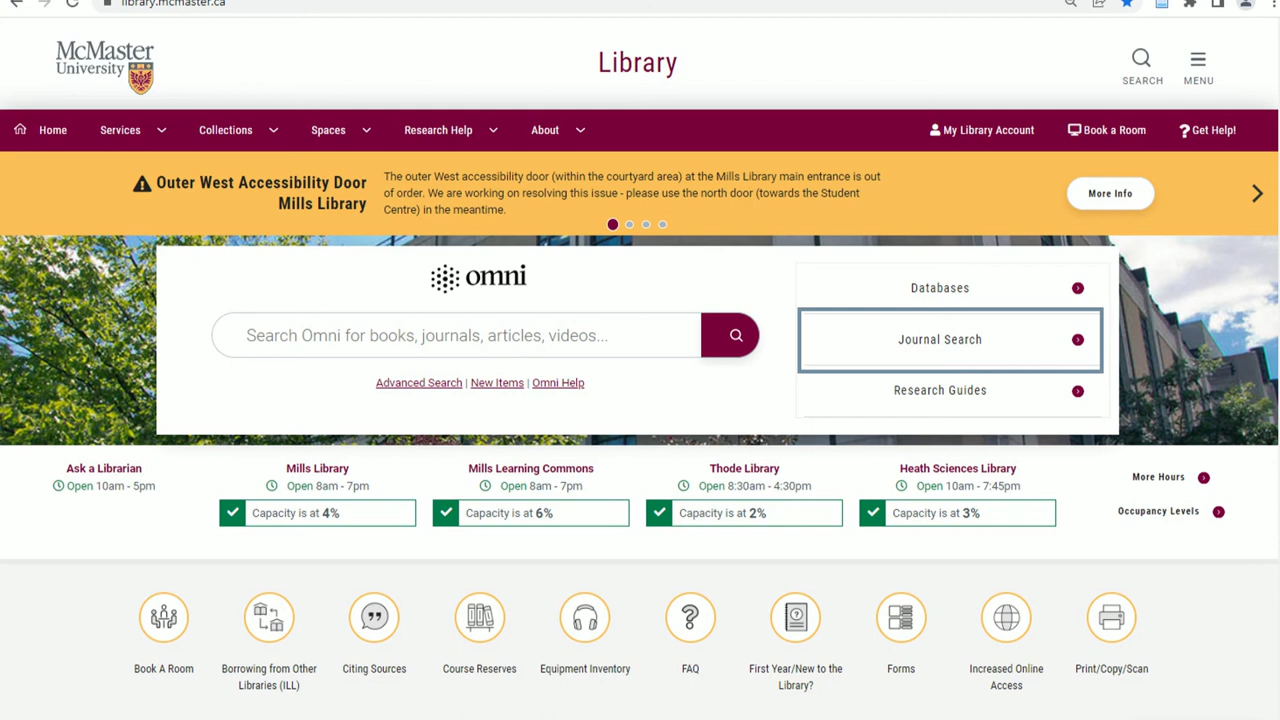 library.mcmaster.ca
McMaster
University
Library
SEARCH
MENU
Home
Services
Collections
Spaces
Research Help
About
My Library Account
Book a Room
Get Help!
Outer West Accessibility Door
Mills Library
The outer West accessibility door (within the courtyard area) at the Mills Library main entrance is out
of order. We are working on resolving this issue - please use the north door (towards the Student
Centre) in the meantime.
More Info
omni
Search Omni for books, journals, articles, videos...
Advanced Search | New Items | Omni Help
Databases
Journal Search
Research Guides
Ask a Librarian
Open 10am - 5pm
Mills Library
Open 8am - 7pm
Capacity is at 4%
Mills Learning Commons
Open 8am - 7pm
Capacity is at 6%
Thode Library
Open 8:30am - 4:30pm
Capacity is at 2%
Heath Sciences Library
Open 10am - 7:45pm
Capacity is at 3%
More Hours
Occupancy Levels
Book A Room
Borrowing from Other
Libraries (ILL)
Citing Sources
Course Reserves
Equipment Inventory
FAQ
First Year/New to the
Library?
Forms
Increased Online
Access
Print/Copy/Scan